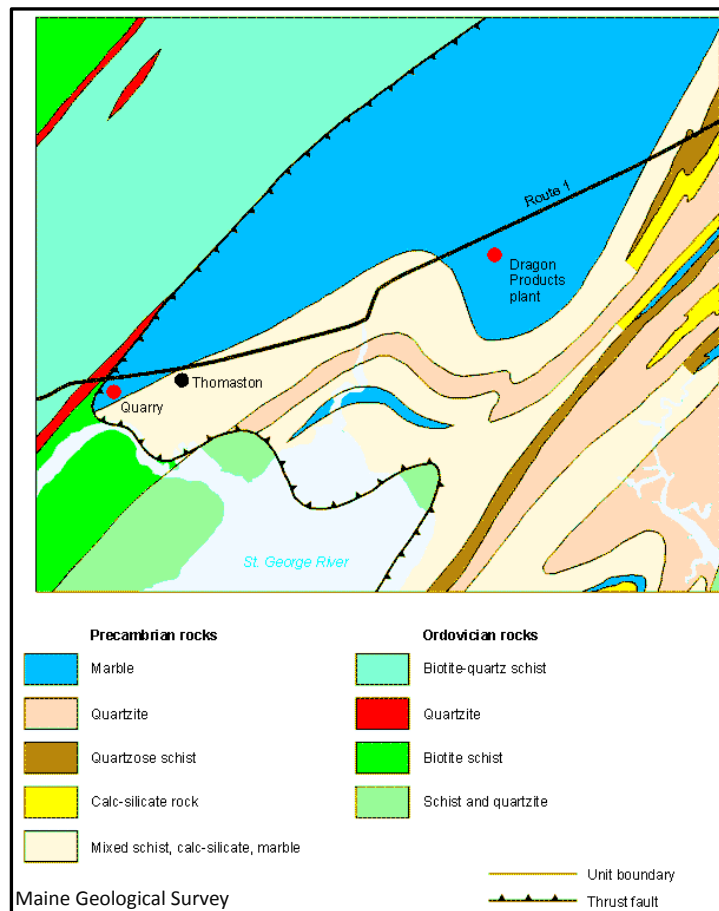 Route 1
Dragon
Products
plant
Thomaston
Quarry
St. George River
Precambrian rocks
Marble
Quartzite
Quartzose schist
Calc-silicate rock
Mixed schist, calc-silicate, marble
Ordovician rocks
Biotite-quartz schist
Quartzite
Biotite schist
Schist and quartzite
Unit boundary
Thrust fault
Maine Geological Survey